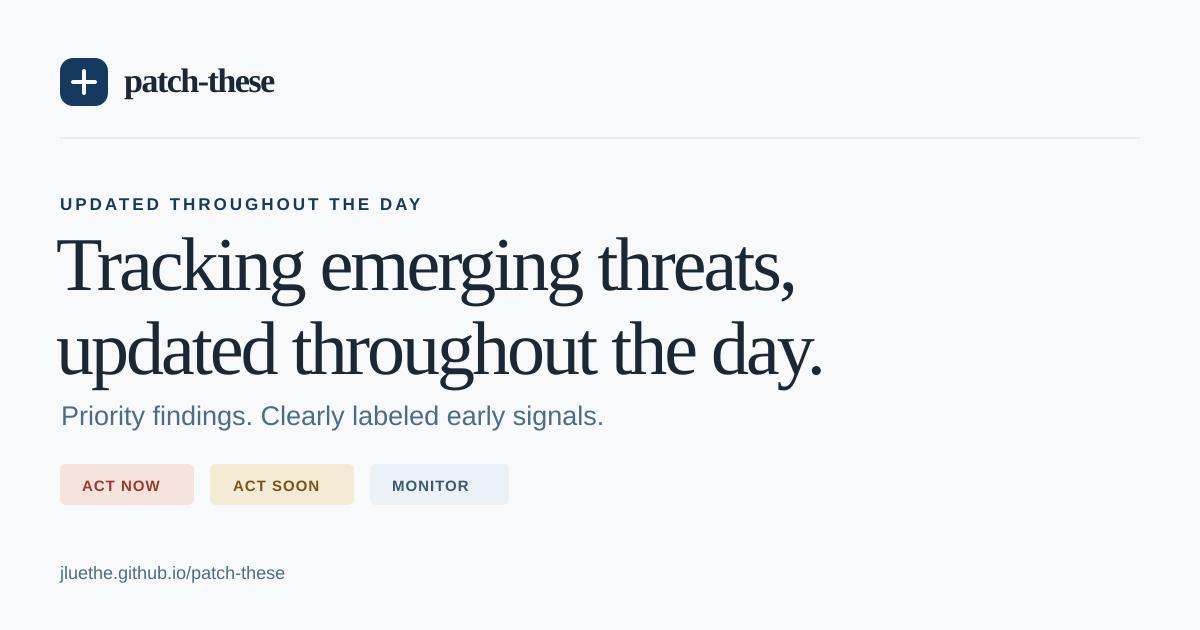 patch-these
UPDATED THROUGHOUT THE DAY
Tracking emerging threats,
updated throughout the day.
Priority findings. Clearly labeled early signals.
ACT NOW
ACT SOON
MONITOR
jluethe.github.io/patch-these